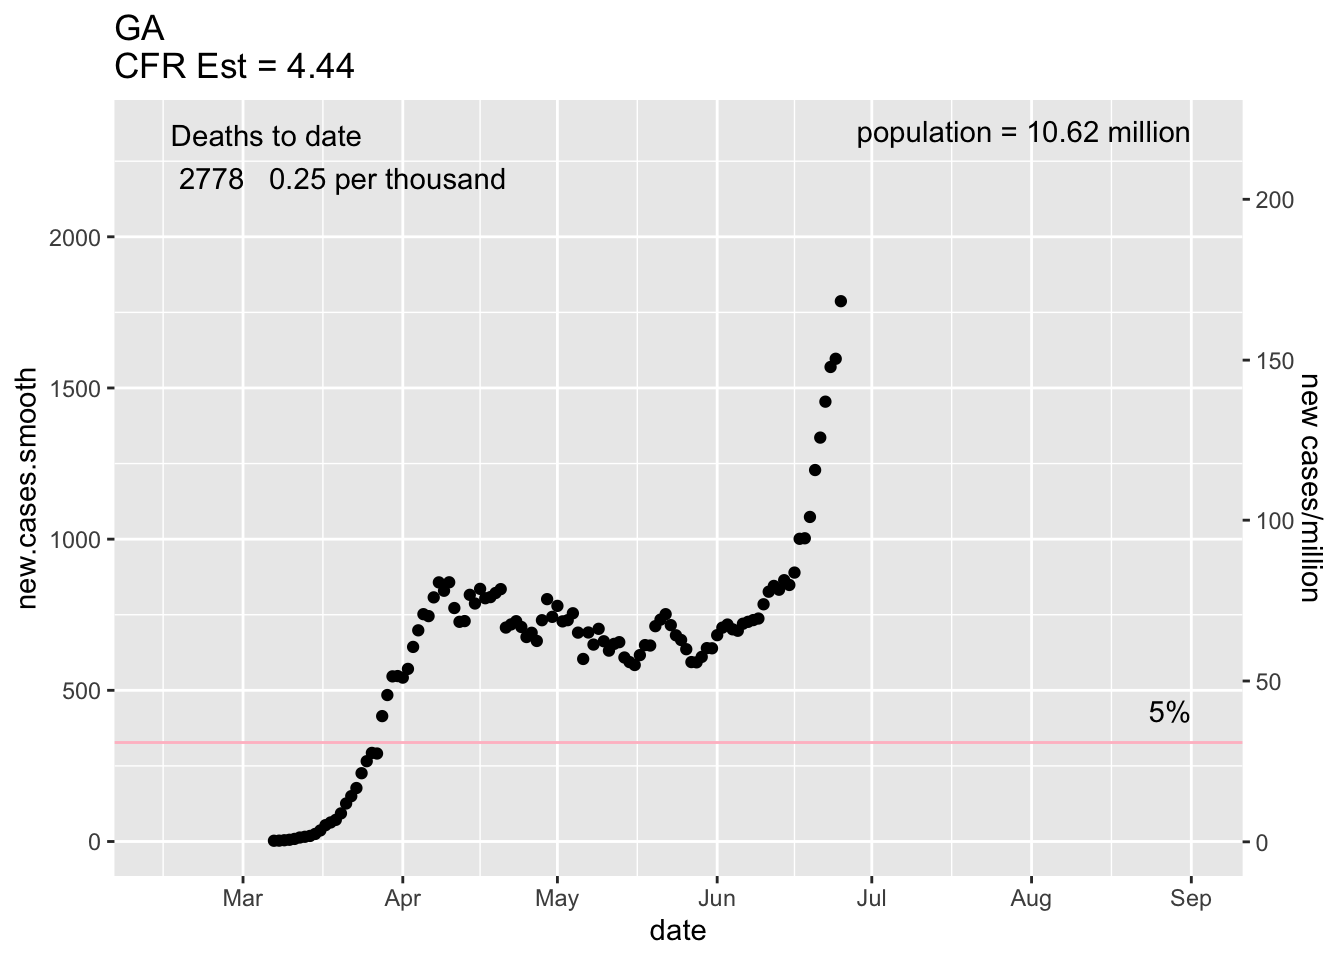 GA
CFR Est = 4.44
Deaths to date
2778 0.25 per thousand
population = 10.62 million
new.cases.smooth
2000
1500
1000
500
0
200
150
100
50
0
new cases/million
5%
Mar Apr May Jun Jul Aug Sep
date